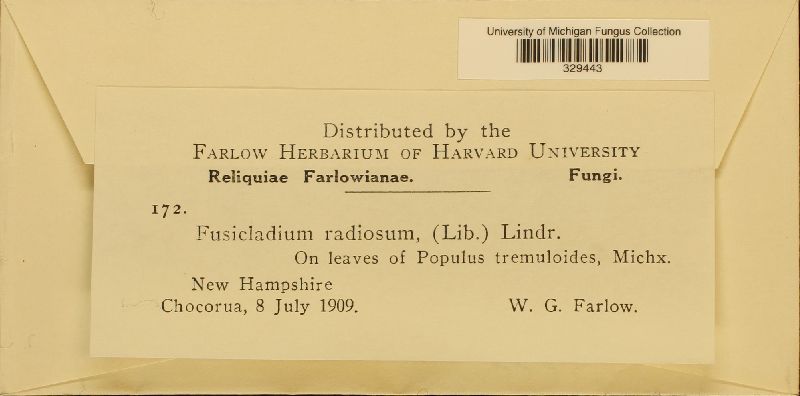 University of Michigan Fungus Collection
329443
Distributed by the
FARLOW HERBARIUM OF HARVARD UNIVERSITY
Reliquiae Farlowianae. Fungi.
172.
Fusicladium radiosum, (Lib.) Lindr.
On leaves of Populus tremuloides, Michx.
New Hampshire
Chocorua, 8 July 1909. W. G. Farlow.